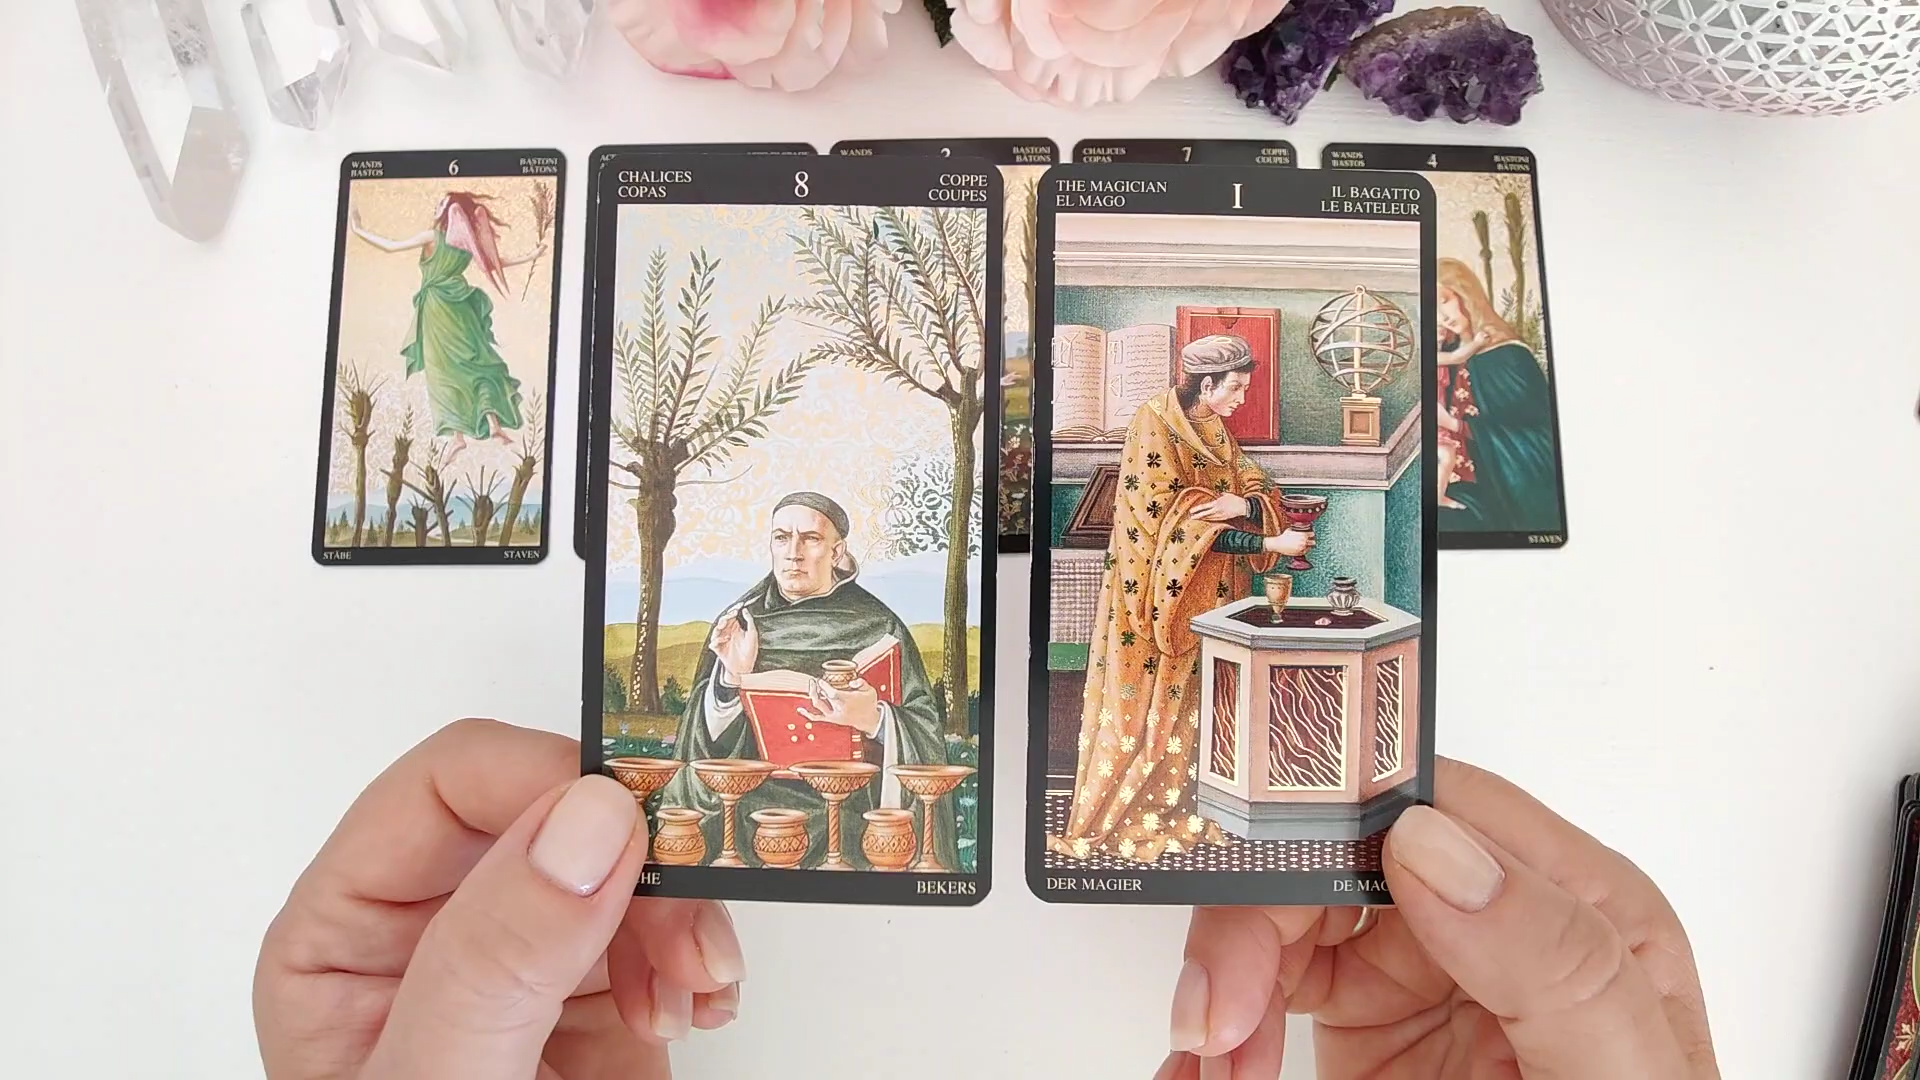 WANDS
BASTOS
6
BASTONI
BÂTONS
STÄBE
STAVEN
WANDS
BASTONI
BÂTONS
CHALICES
COPAS
7
COPPE
COUPES
WANDS
BASTOS
4
BASTONI
BÂTONS
STAVEN
CHALICES
COPAS
8
COPPE
COUPES
BEKERS
THE MAGICIAN
EL MAGO
I
IL BAGATTO
LE BATELEUR
DER MAGIER